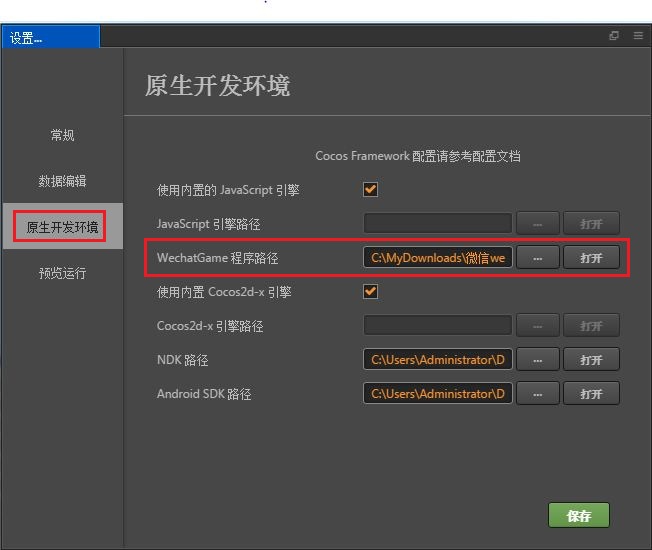 设置...
原生开发环境
常规
数据编辑
原生开发环境
预览运行
Cocos Framework 配置请参考配置文档
使用内置的 JavaScript 引擎
JavaScript 引擎路径 ... 打开
WechatGame 程序路径 C:\MyDownloads\微信we ... 打开
使用内置 Cocos2d-x 引擎
Cocos2d-x 引擎路径 ... 打开
NDK 路径 C:\Users\Administrator\D ... 打开
Android SDK 路径 C:\Users\Administrator\D ... 打开
保存